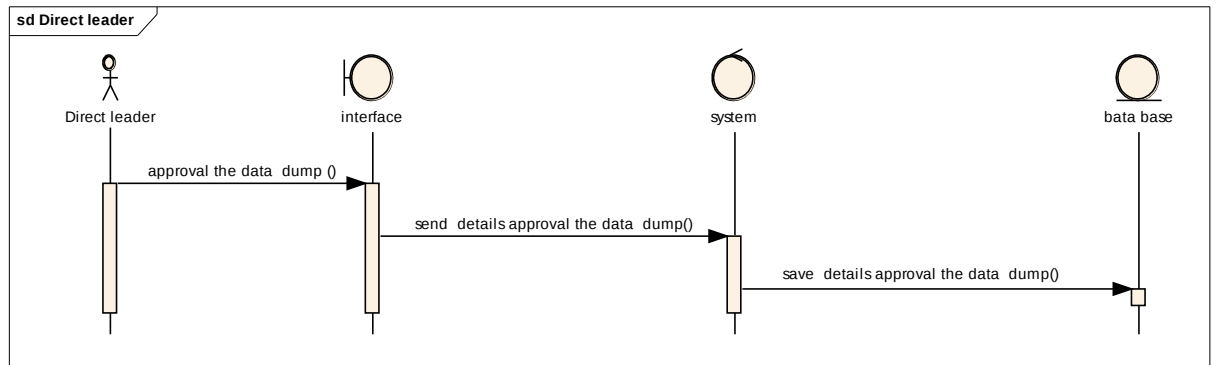 sd Direct leader
Direct leader
interface
system
bata base
approval the data dump ()
send details approval the data dump()
save details approval the data dump()